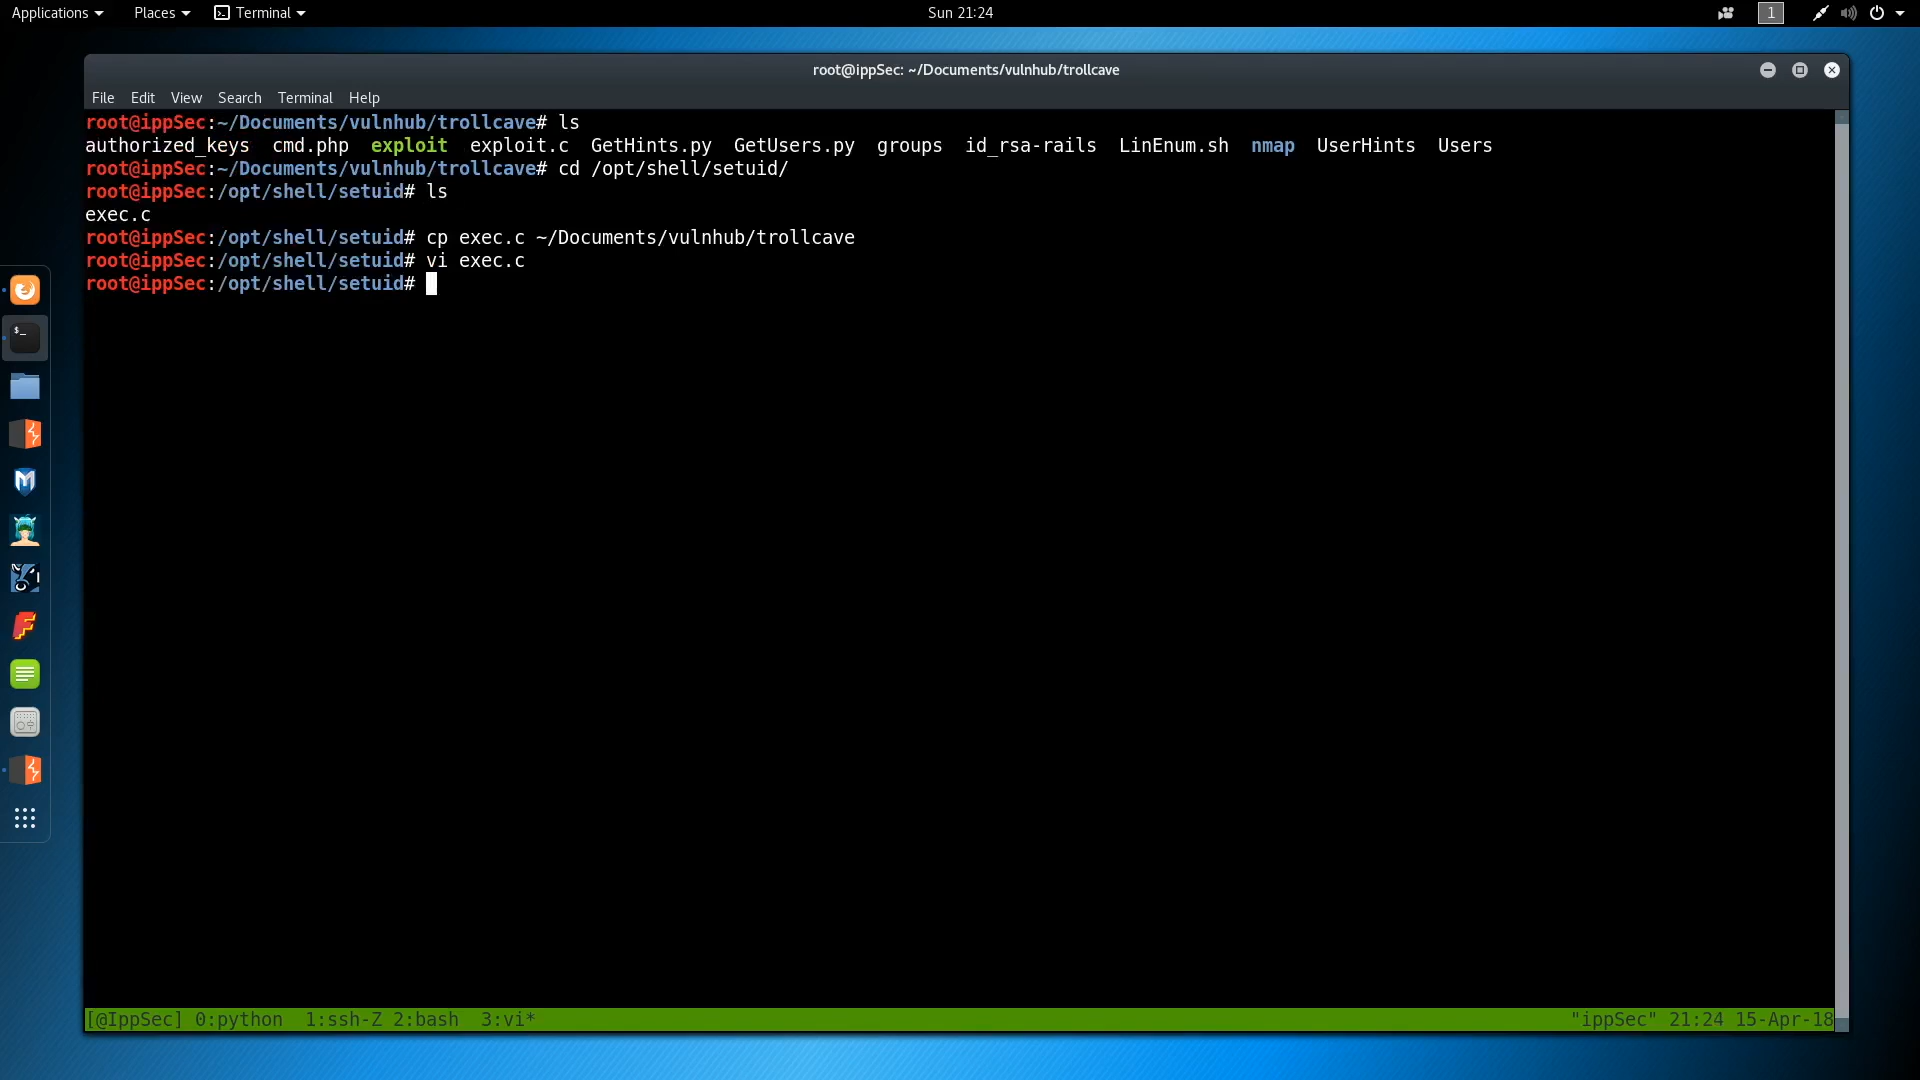 Applications Places Terminal Sun 21:24 1
root@ippSec: ~/Documents/vulnhub/trollcave
File Edit View Search Terminal Help
root@ippSec:~/Documents/vulnhub/trollcave# ls
authorized_keys cmd.php exploit exploit.c GetHints.py GetUsers.py groups id_rsa-rails LinEnum.sh nmap UserHints Users
root@ippSec:~/Documents/vulnhub/trollcave# cd /opt/shell/setuid/
root@ippSec:/opt/shell/setuid# ls
exec.c
root@ippSec:/opt/shell/setuid# cp exec.c ~/Documents/vulnhub/trollcave
root@ippSec:/opt/shell/setuid# vi exec.c
root@ippSec:/opt/shell/setuid#
[@IppSec] 0:python 1:ssh-Z 2:bash 3:vi* "ippSec" 21:24 15-Apr-18